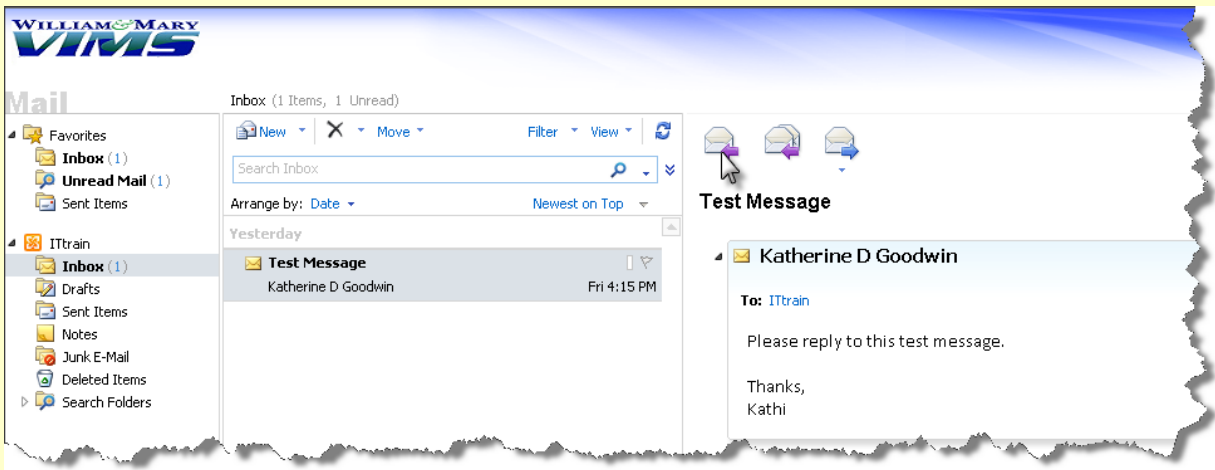 WILLIAM & MARY
VIMS
Mail
Favorites
Inbox (1)
Unread Mail (1)
Sent Items
ITtrain
Inbox (1)
Drafts
Sent Items
Notes
Junk E-Mail
Deleted Items
Search Folders
Inbox (1 Items, 1 Unread)
New Move Filter View
Search Inbox
Arrange by: Date Newest on Top
Yesterday
Test Message
Katherine D Goodwin Fri 4:15 PM
Test Message
Katherine D Goodwin
To: ITtrain
Please reply to this test message.
Thanks,
Kathi